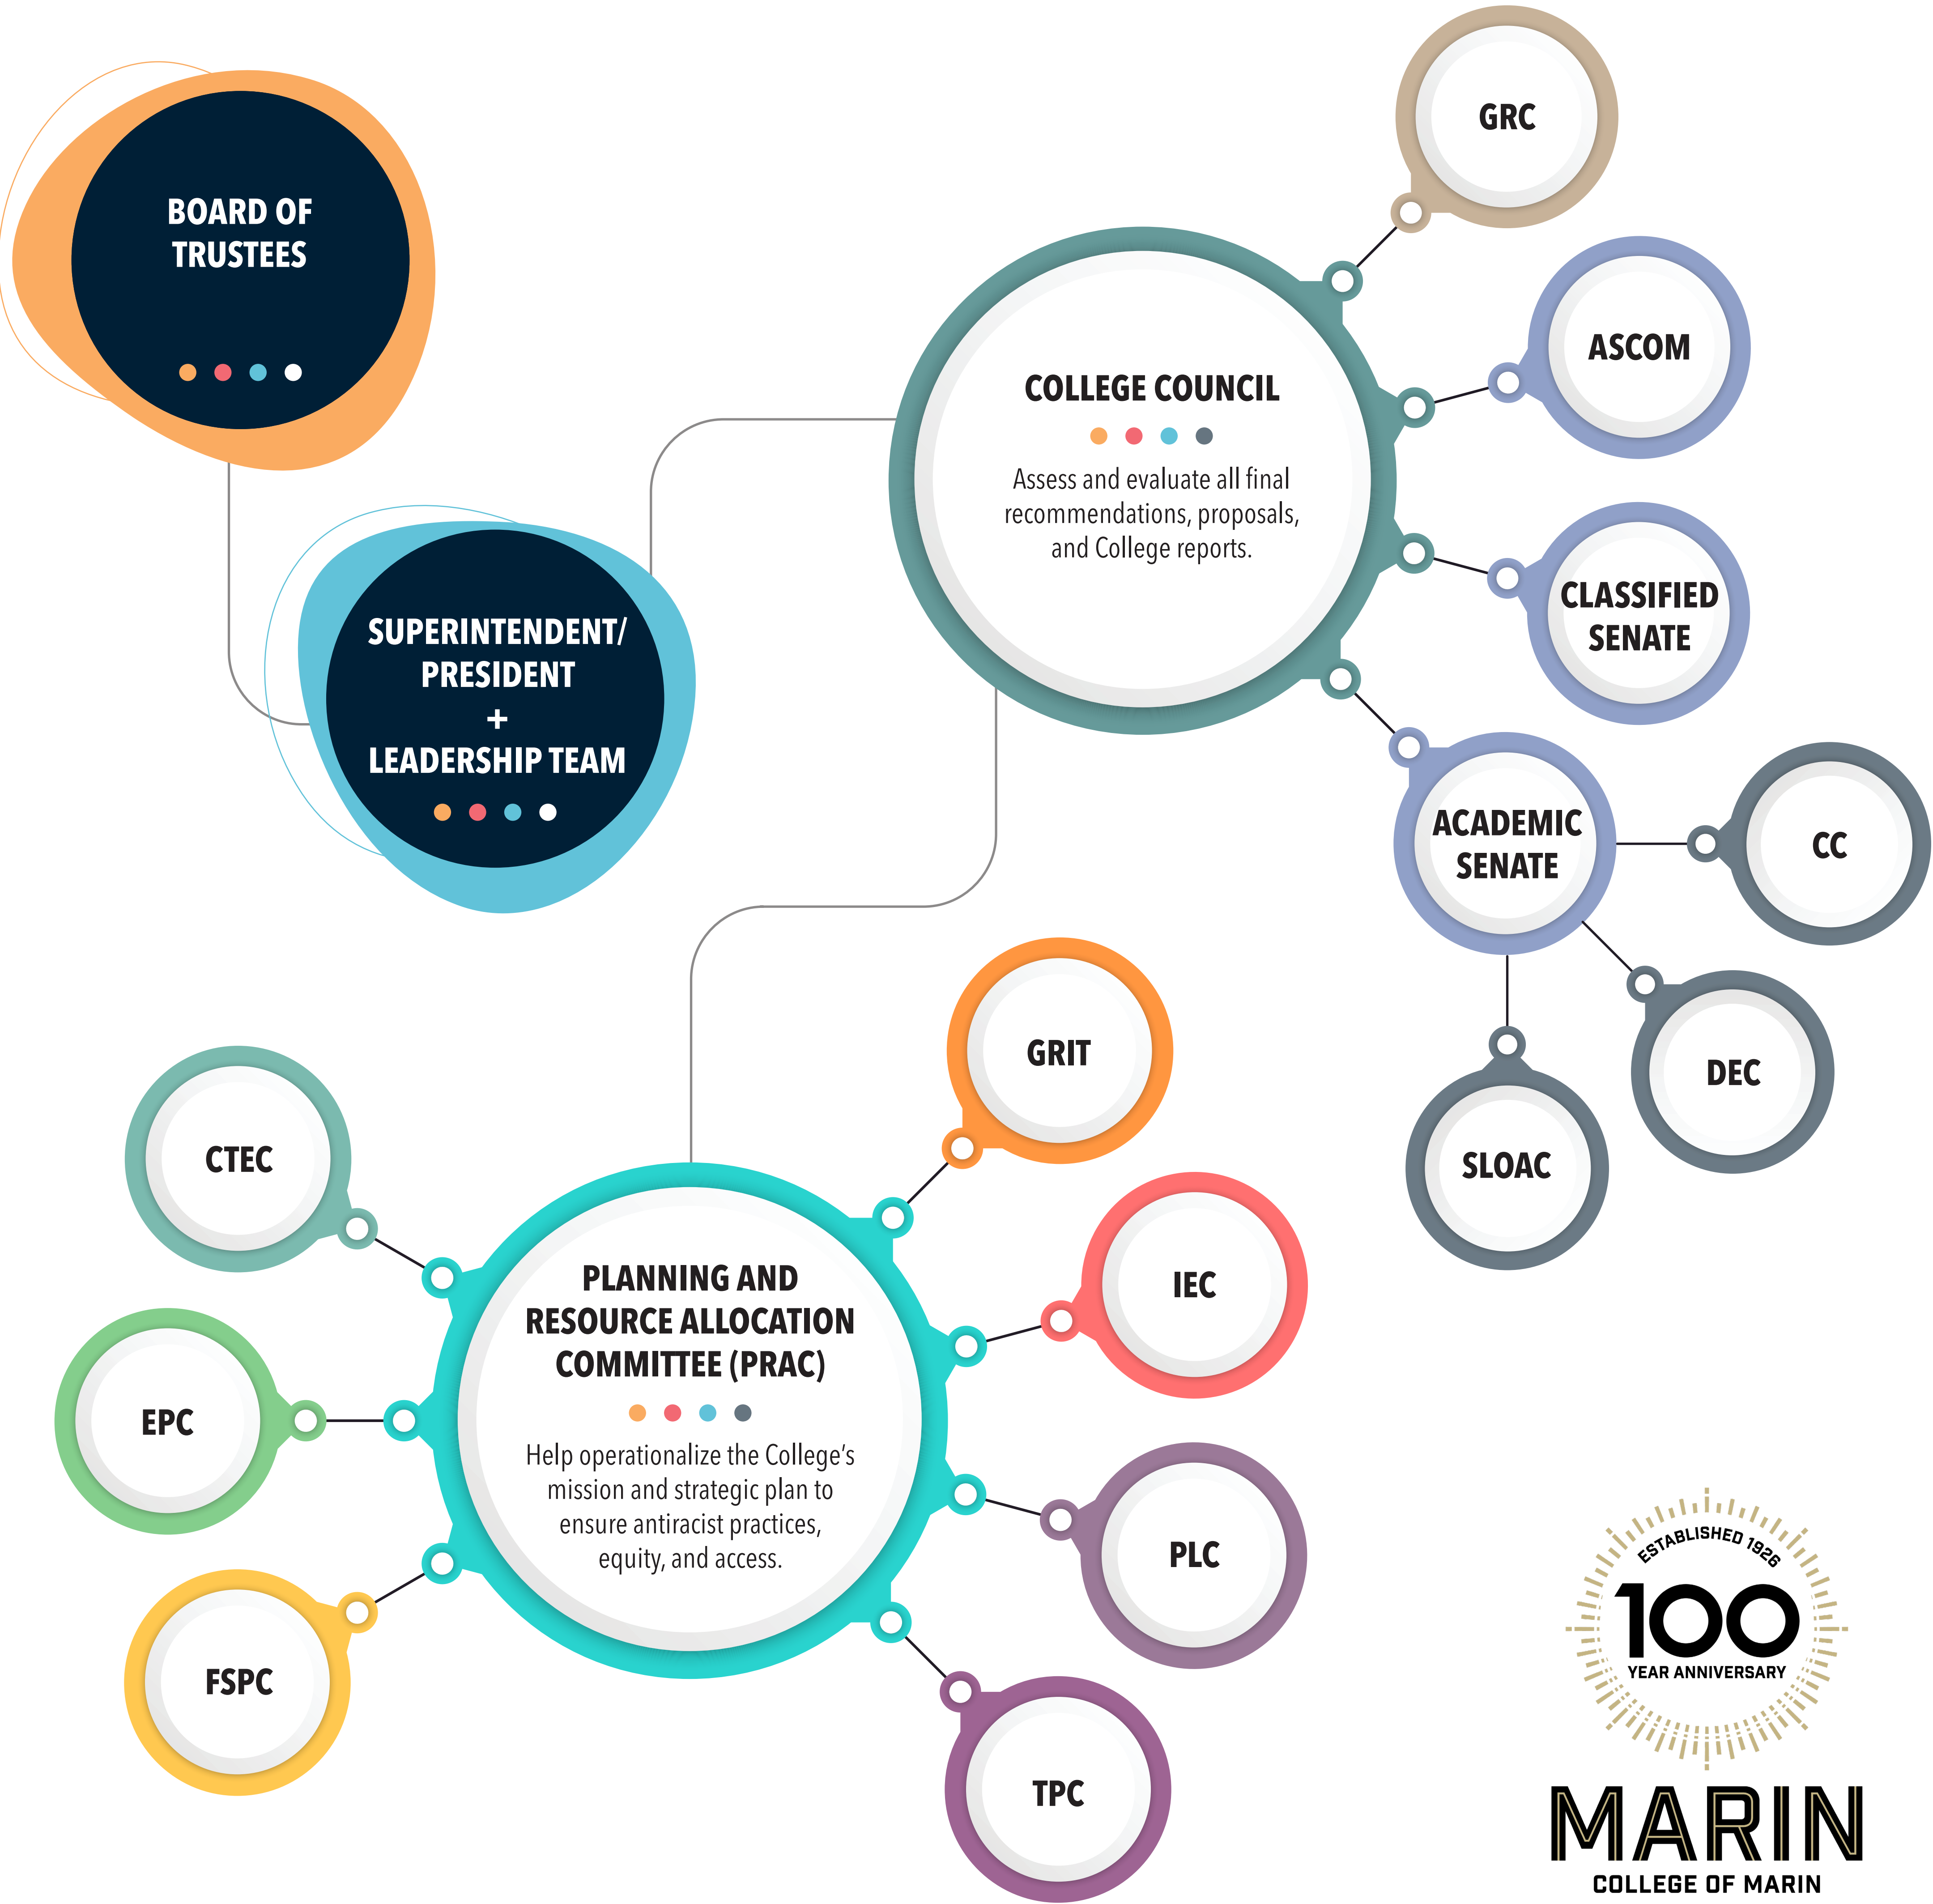 BOARD OF
TRUSTEES
SUPERINTENDENT/
PRESIDENT
+
LEADERSHIP TEAM
COLLEGE COUNCIL
Assess and evaluate all final
recommendations, proposals,
and College reports.
GRC
ASCOM
CLASSIFIED
SENATE
ACADEMIC
SENATE
CC
DEC
SLOAC
PLANNING AND
RESOURCE ALLOCATION
COMMITTEE (PRAC)
Help operationalize the College’s
mission and strategic plan to
ensure antiracist practices,
equity, and access.
CTEC
EPC
FSPC
GRIT
IEC
PLC
TPC
ESTABLISHED 1926
100
YEAR ANNIVERSARY
MARIN
COLLEGE OF MARIN